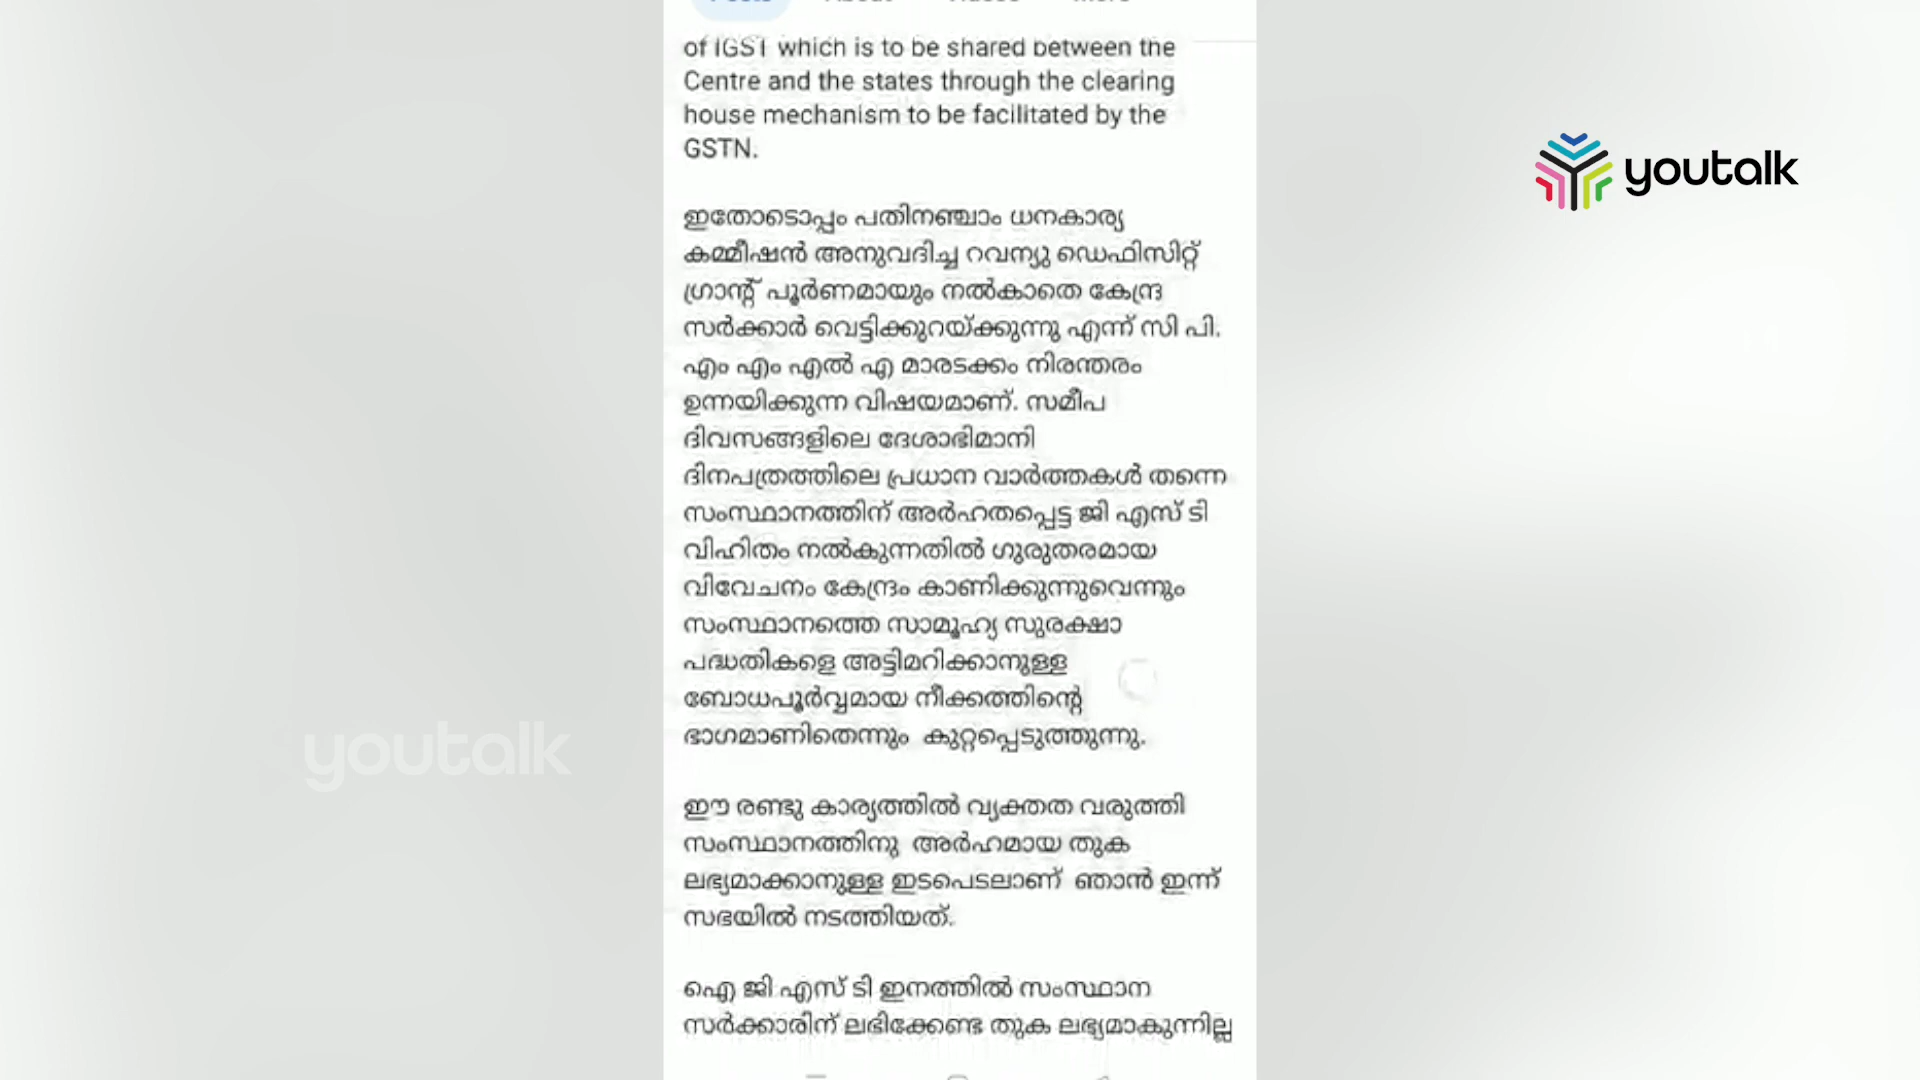 Posts About Videos More
of IGST which is to be shared between the
Centre and the states through the clearing
house mechanism to be facilitated by the
GSTN.
ഇതോടൊപ്പം പതിനഞ്ചാം ധനകാര്യ
കമ്മീഷൻ അനുവദിച്ച റവന്യു ഡെഫിസിറ്റ്
ഗ്രാന്റ് പൂർണമായും നൽകാതെ കേന്ദ്ര
സർക്കാർ വെട്ടിക്കുറയ്ക്കുന്നു എന്ന് സി പി.
എം എം എൽ എ മാരടക്കം നിരന്തരം
ഉന്നയിക്കുന്ന വിഷയമാണ്. സമീപ
ദിവസങ്ങളിലെ ദേശാഭിമാനി
ദിനപത്രത്തിലെ പ്രധാന വാർത്തകൾ തന്നെ
സംസ്ഥാനത്തിന് അർഹതപ്പെട്ട ജി എസ് ടി
വിഹിതം നൽകുന്നതിൽ ഗുരുതരമായ
വിവേചനം കേന്ദ്രം കാണിക്കുന്നുവെന്നും
സംസ്ഥാനത്തെ സാമൂഹ്യ സുരക്ഷാ
പദ്ധതികളെ അട്ടിമറിക്കാനുള്ള
ബോധപൂർവ്വമായ നീക്കത്തിന്റെ
ഭാഗമാണിതെന്നും കുറ്റപ്പെടുത്തുന്നു.
ഈ രണ്ടു കാര്യത്തിൽ വ്യക്തത വരുത്തി
സംസ്ഥാനത്തിനു അർഹമായ തുക
ലഭ്യമാക്കാനുള്ള ഇടപെടലാണ് ഞാൻ ഇന്ന്
സഭയിൽ നടത്തിയത്.
ഐ ജി എസ് ടി ഇനത്തിൽ സംസ്ഥാന
സർക്കാരിന് ലഭിക്കേണ്ട തുക ലഭ്യമാകുന്നില്ല
youtalk
youtalk